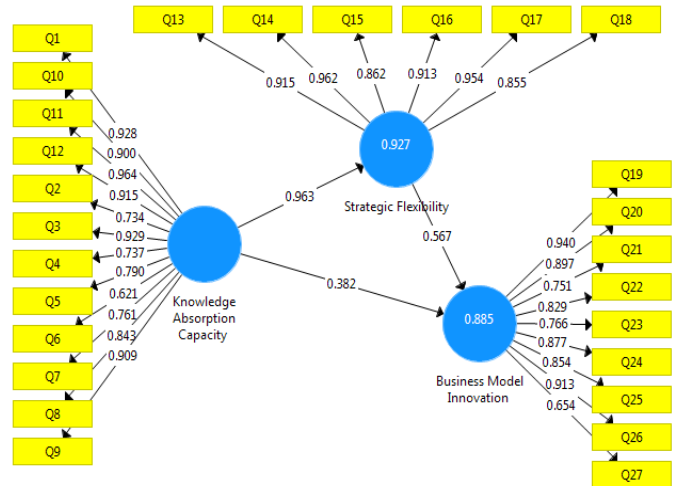 Q13
Q14
Q15
Q16
Q17
Q18
0.915
0.962
0.862
0.913
0.954
0.855
Q1
Q10
Q11
Q12
Q2
Q3
Q4
Q5
Q6
Q7
Q8
Q9
0.928
0.900
0.964
0.915
0.734
0.929
0.737
0.790
0.621
0.761
0.843
0.909
Knowledge
Absorption
Capacity
0.963
0.927
Strategic Flexibility
0.567
0.382
0.885
Business Model
Innovation
0.940
0.897
0.751
0.829
0.766
0.877
0.854
0.913
0.654
Q19
Q20
Q21
Q22
Q23
Q24
Q25
Q26
Q27